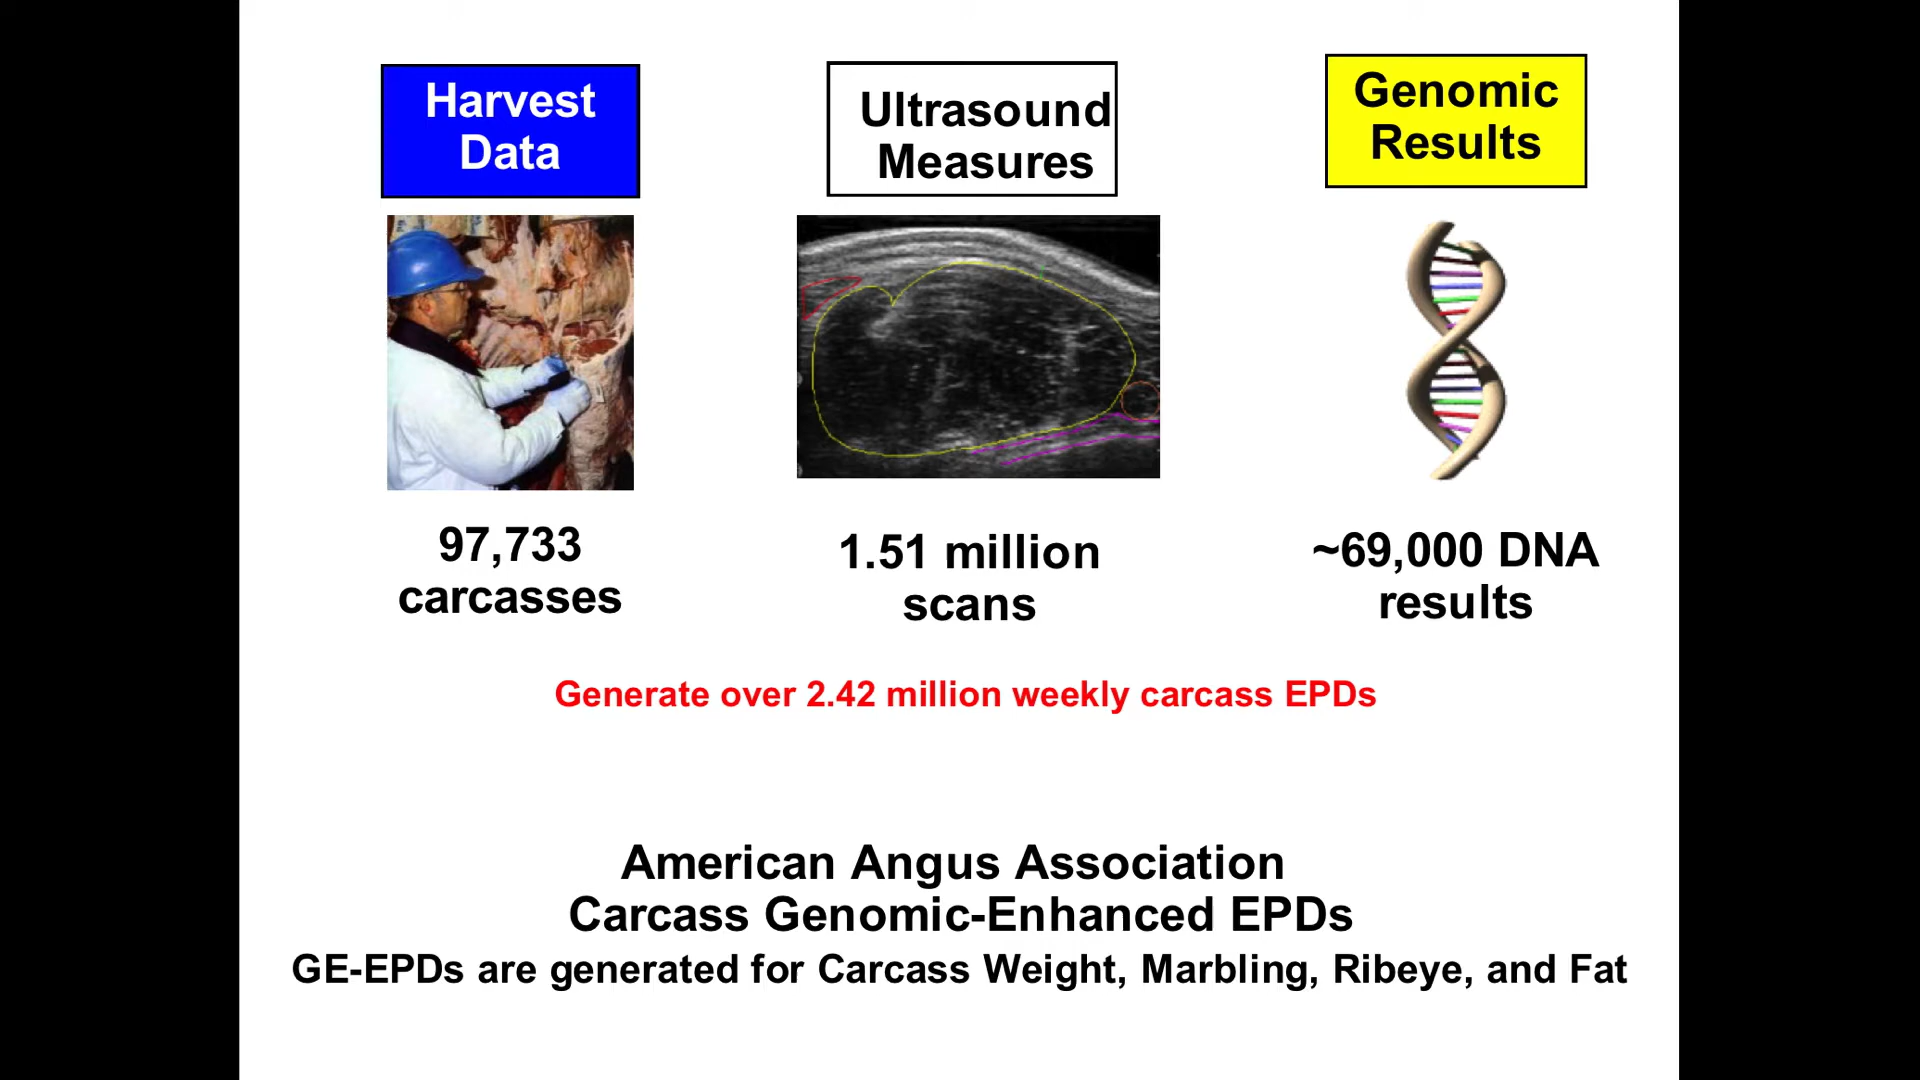 Harvest
Data
Ultrasound
Measures
Genomic
Results
97,733
carcasses
1.51 million
scans
~69,000 DNA
results
Generate over 2.42 million weekly carcass EPDs
American Angus Association
Carcass Genomic-Enhanced EPDs
GE-EPDs are generated for Carcass Weight, Marbling, Ribeye, and Fat